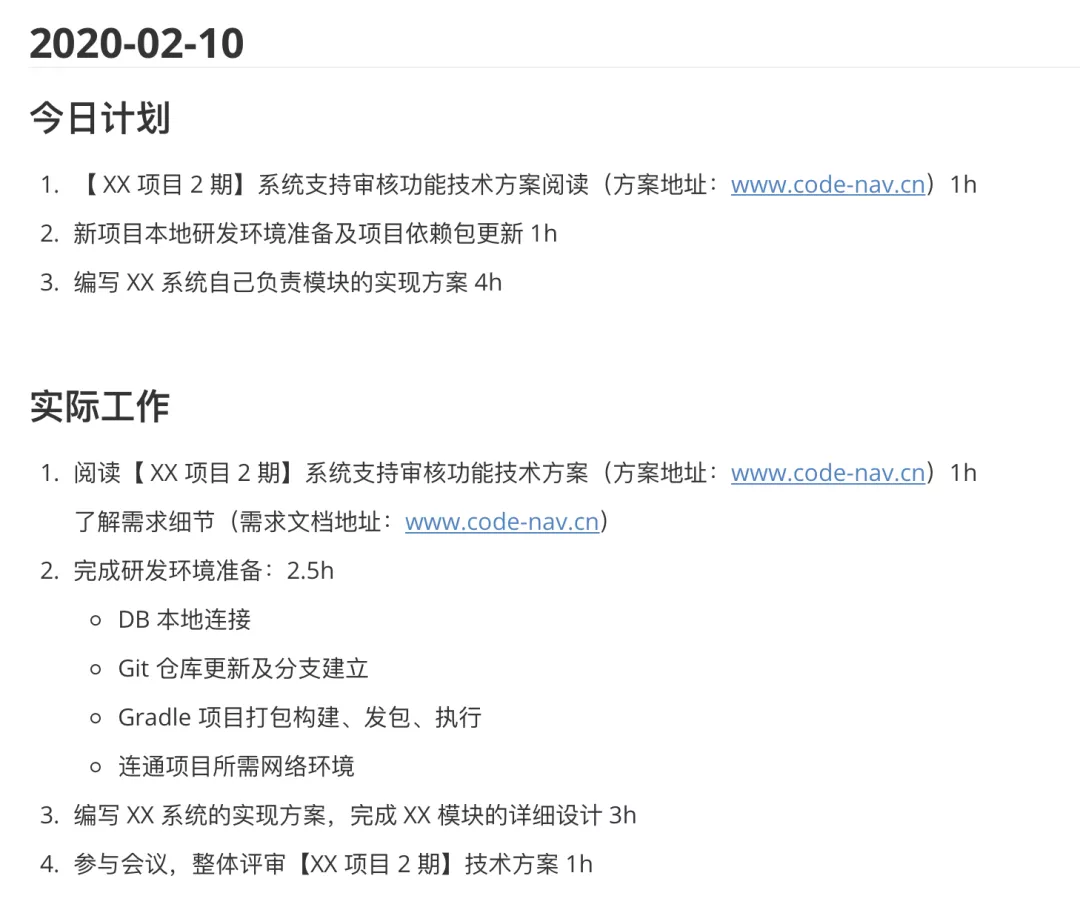 2020-02-10
今日计划
1. 【 XX 项目 2 期】系统支持审核功能技术方案阅读（方案地址：www.code-nav.cn）1h
2. 新项目本地研发环境准备及项目依赖包更新 1h
3. 编写 XX 系统自己负责模块的实现方案 4h
实际工作
1. 阅读【 XX 项目 2 期】系统支持审核功能技术方案（方案地址：www.code-nav.cn）1h
了解需求细节（需求文档地址：www.code-nav.cn）
2. 完成研发环境准备：2.5h
○ DB 本地连接
○ Git 仓库更新及分支建立
○ Gradle 项目打包构建、发包、执行
○ 连通项目所需网络环境
3. 编写 XX 系统的实现方案，完成 XX 模块的详细设计 3h
4. 参与会议，整体评审【XX 项目 2 期】技术方案 1h